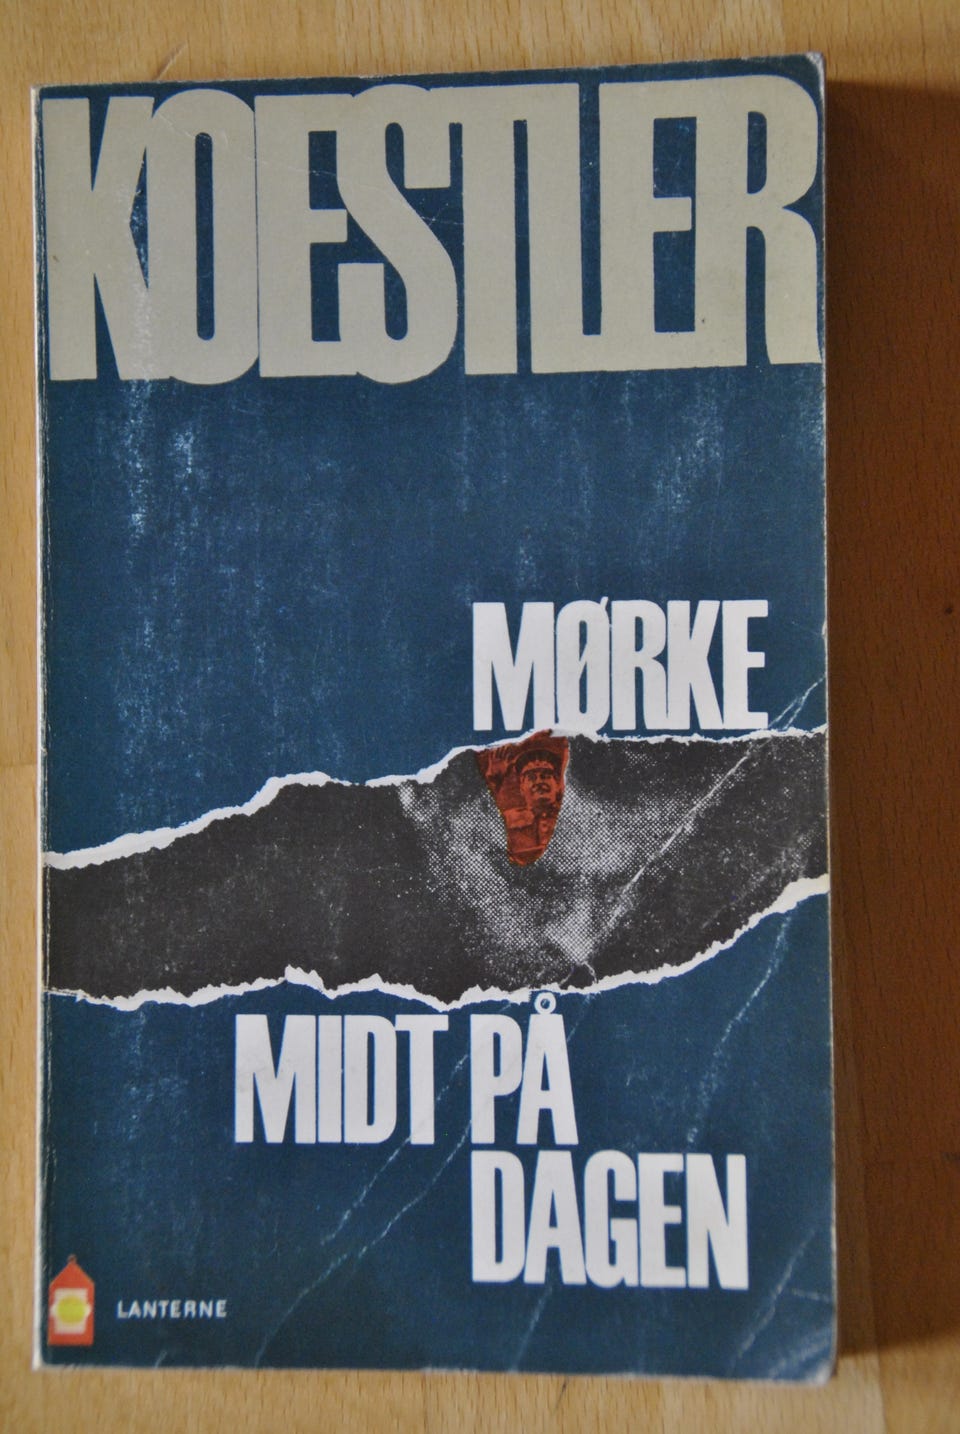 KOESTLER
MØRKE
MIDT PÅ
DAGEN
LANTERNE